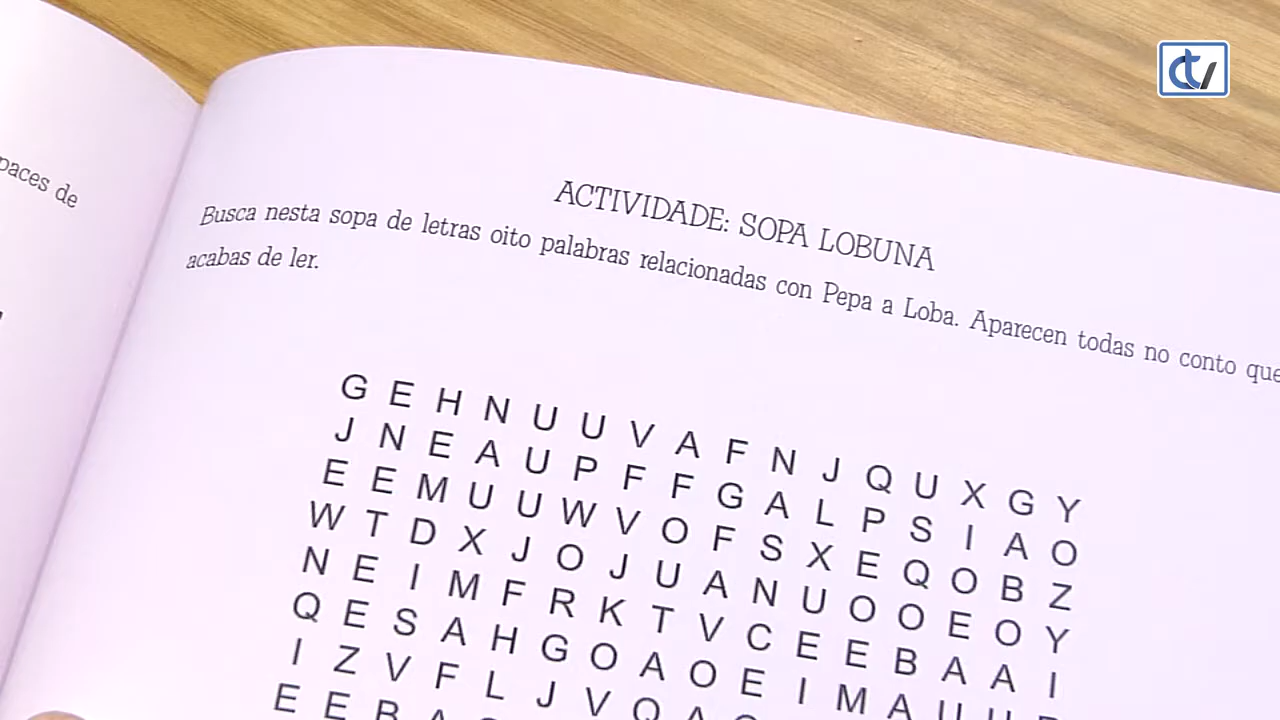 paces de
ACTIVIDADE: SOPA LOBUNA
Busca nesta sopa de letras oito palabras relacionadas con Pepa a Loba. Aparecen todas no conto que
acabas de ler.
G E H N U U V A F N J Q U X G Y
J N E A U P F F G A L P S I A O
E E M U U W V O F S X E Q O B Z
W T D X J O J U A N U O O E O Y
N E I M F R K T V C E E B A A I
Q E S A H G O A O E I M A U U
I Z V F L J V Q A
E E